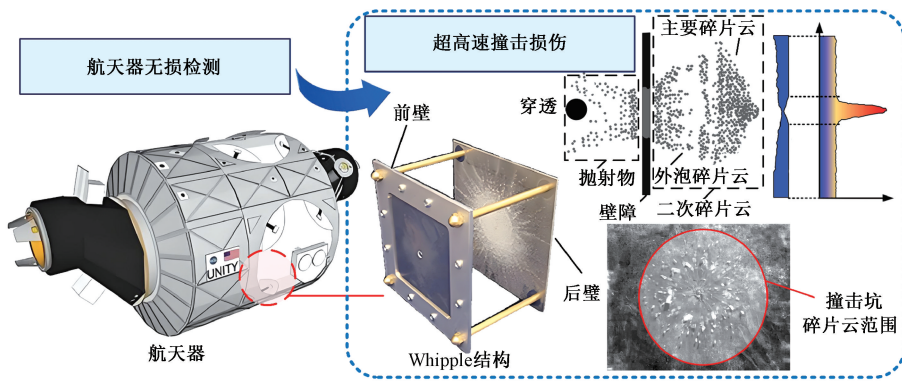 航天器无损检测
超高速撞击损伤
主要碎片云
穿透
前壁
抛射物
外泡碎片云
壁障
二次碎片云
UNITY
后壁
撞击坑
碎片云范围
航天器
Whipple结构